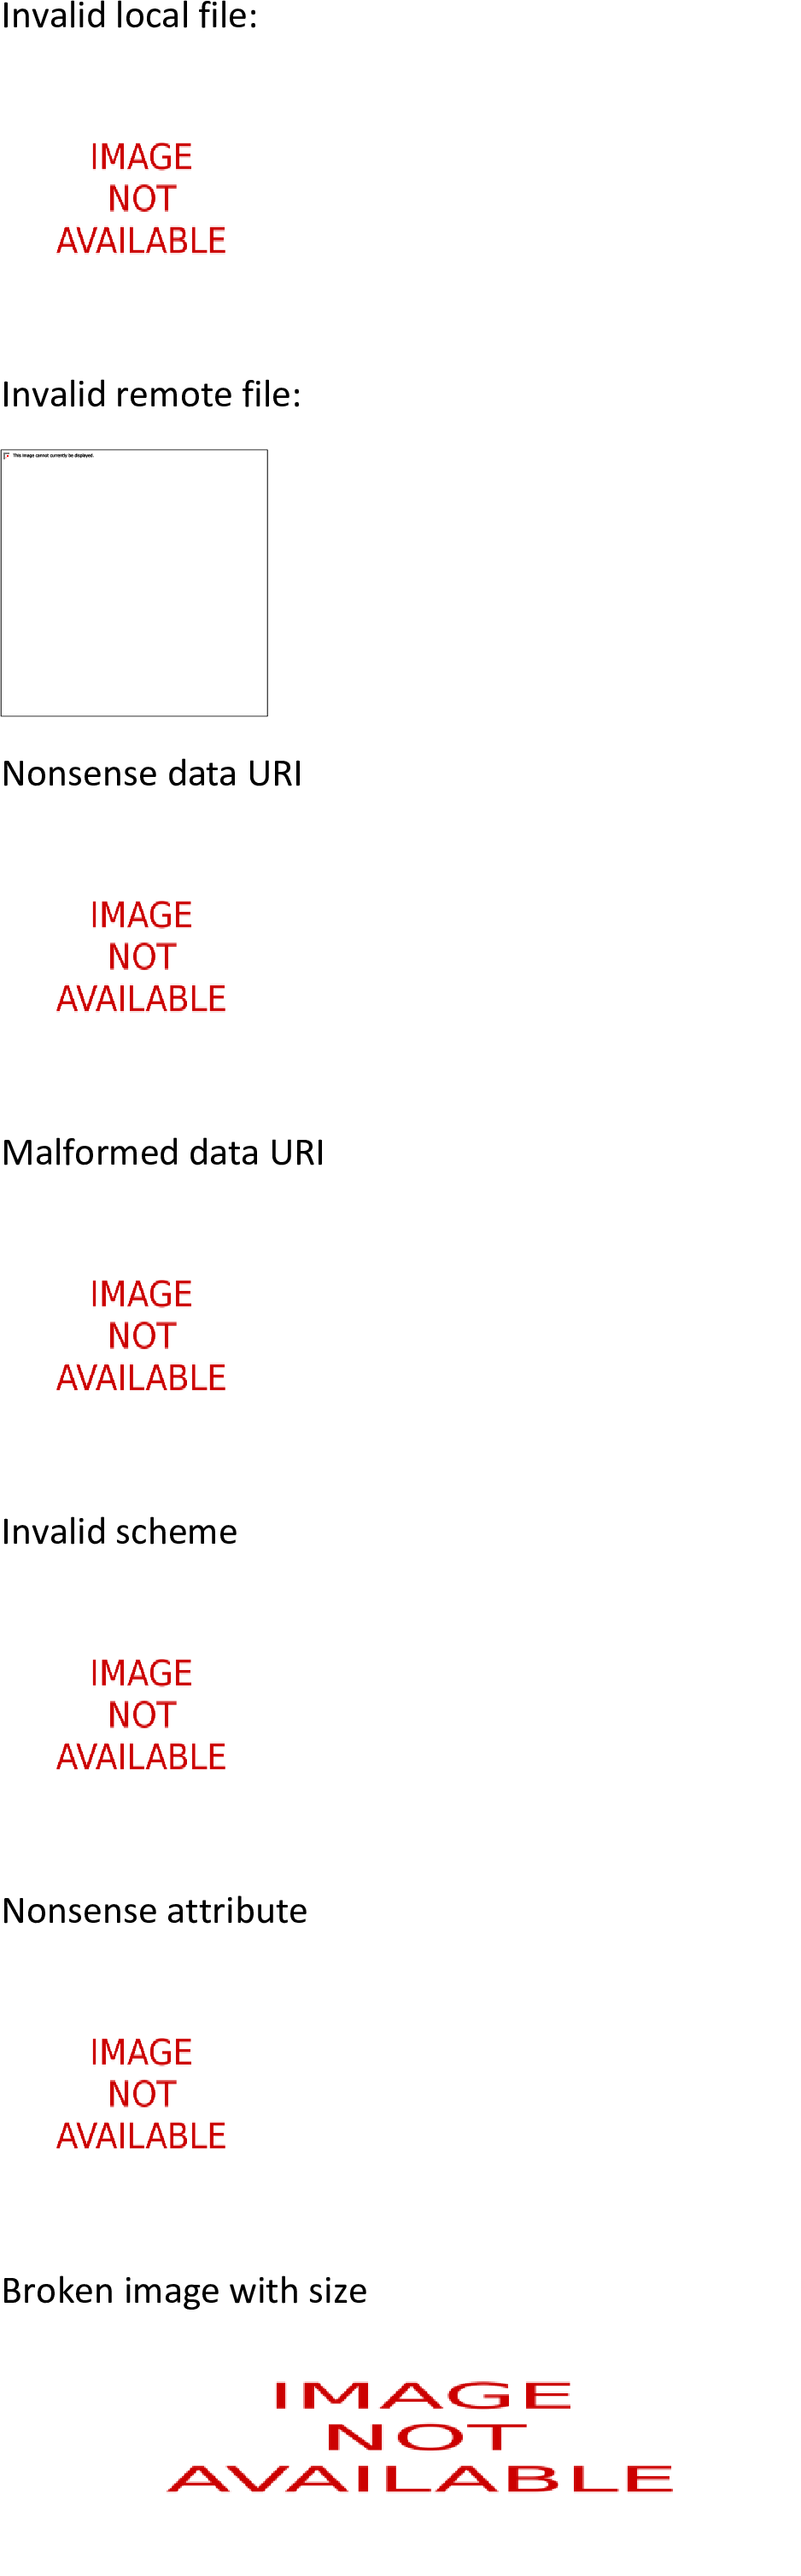 Invalid local file:
IMAGE
NOT
AVAILABLE
Invalid remote file:
This image cannot currently be displayed.
Nonsense data URI
IMAGE
NOT
AVAILABLE
Malformed data URI
IMAGE
NOT
AVAILABLE
Invalid scheme
IMAGE
NOT
AVAILABLE
Nonsense attribute
IMAGE
NOT
AVAILABLE
Broken image with size
IMAGE
NOT
AVAILABLE